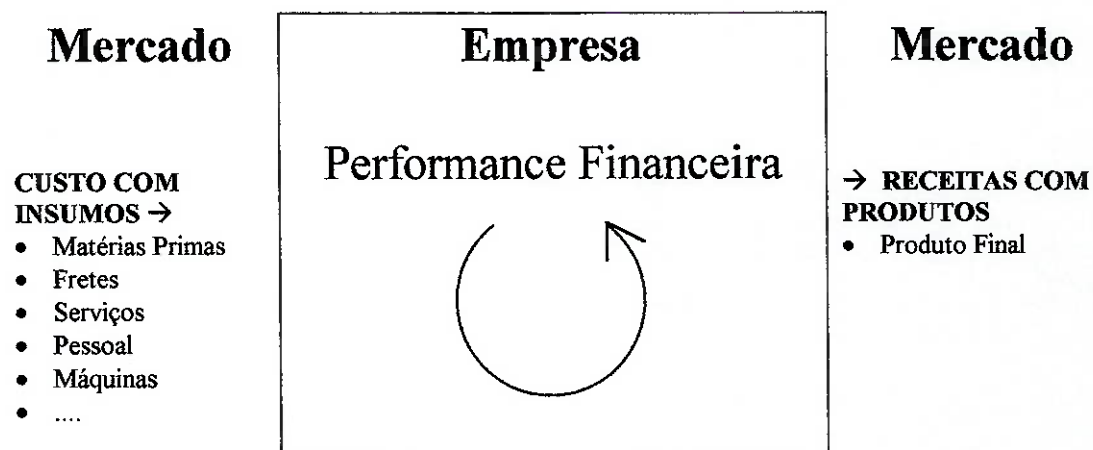 Mercado
Empresa
Mercado
CUSTO COM
INSUMOS →
• Matérias Primas
• Fretes
• Serviços
• Pessoal
• Máquinas
• ....
Performance Financeira
→ RECEITAS COM
PRODUTOS
• Produto Final